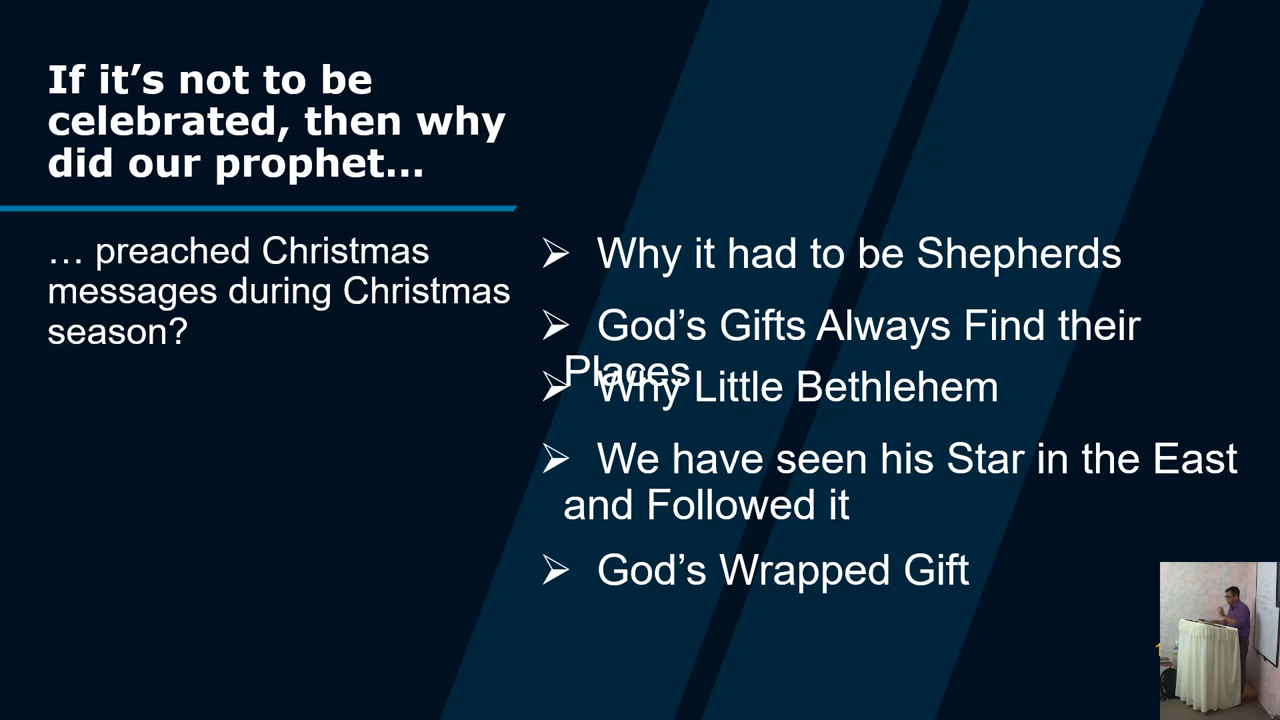 If it’s not to be
celebrated, then why
did our prophet…
… preached Christmas
messages during Christmas
season?
➢ Why it had to be Shepherds
➢ God’s Gifts Always Find their
Places
➢ Why Little Bethlehem
➢ We have seen his Star in the East
and Followed it
➢ God’s Wrapped Gift